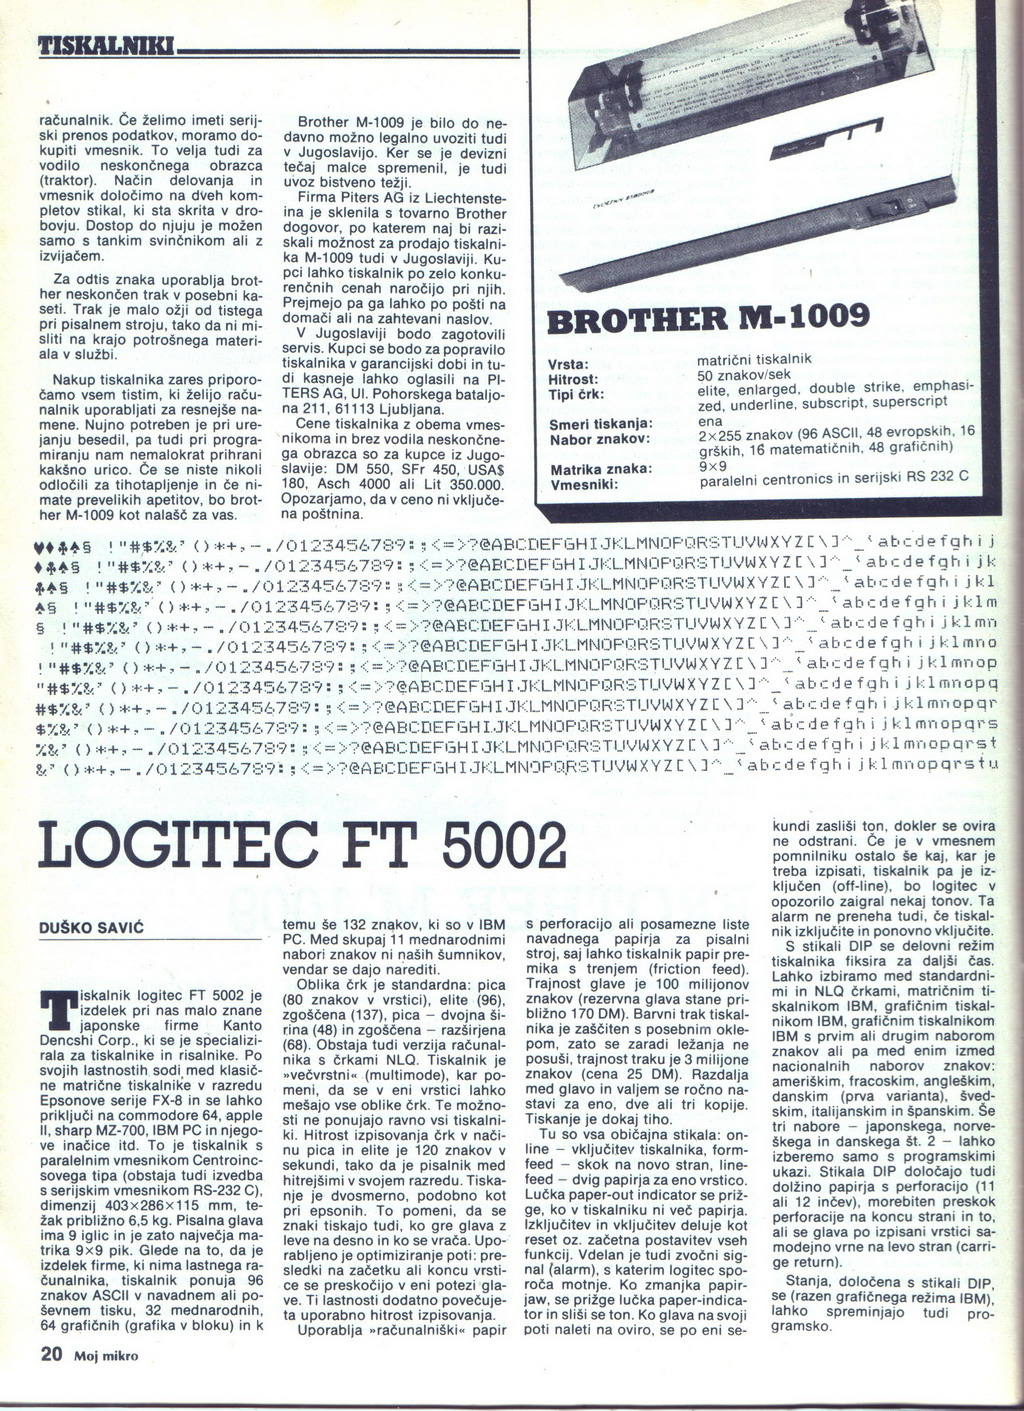 TISKALNIKI
računalnik. Če želimo imeti serij-
ski prenos podatkov, moramo do-
kupiti vmesnik. To velja tudi za
vodilo neskončnega obrazca
(traktor). Način delovanja in
vmesnik določimo na dveh kom-
pletov stikal, ki sta skrita v dro-
bovju. Dostop do njuju je možen
samo s tankim svinčnikom ali z
izvijačem.
Za odtis znaka uporablja brot-
her neskončen trak v posebni ka-
seti. Trak je malo ožji od tistega
pri pisalnem stroju, tako da ni mi-
sliti na krajo potrošnega materi-
ala v službi.
Nakup tiskalnika zares priporo-
čamo vsem tistim, ki želijo raču-
nalnik uporabljati za resnejše na-
mene. Nujno potreben je pri ure-
janju besedil, pa tudi pri progra-
miranju nam nemalokrat prihrani
kakšno urico. Če se niste nikoli
odločili za tihotapljenje in če ni-
mate prevelikih apetitov, bo brot-
her M-1009 kot nalašč za vas.
Brother M-1009 je bilo do ne-
davno možno legalno uvoziti tudi
v Jugoslavijo. Ker se je devizni
tečaj malce spremenil, je tudi
uvoz bistveno težji.
Firma Piters AG iz Liechtenste-
ina je sklenila s tovarno Brother
dogovor, po katerem naj bi razi-
skali možnost za prodajo tiskalni-
ka M-1009 tudi v Jugoslaviji. Ku-
pci lahko tiskalnik po zelo konku-
renčnih cenah naročijo pri njih.
Prejmejo pa ga lahko po pošti na
domači ali na zahtevani naslov.
V Jugoslaviji bodo zagotovili
servis. Kupci se bodo za popravilo
tiskalnika v garancijski dobi in tu-
di kasneje lahko oglasili na PI-
TERS AG, Ul. Pohorskega bataljo-
na 211, 61113 Ljubljana.
Cene tiskalnika z obema vmes-
nikoma in brez vodila neskončne-
ga obrazca so za kupce iz Jugo-
slavije: DM 550, SFr 450, USA$
180, Asch 4000 ali Lit 350.000.
Opozarjamo, da v ceno ni vključe-
na poštnina.
BROTHER M-1009
Vrsta: matrični tiskalnik
Hitrost: 50 znakov/sek
Tipi črk: elite, enlarged, double strike, emphasi-
zed, underline, subscript, superscript
Smeri tiskanja: ena
Nabor znakov: 2×255 znakov (96 ASCII, 48 evropskih, 16
grških, 16 matematičnih, 48 grafičnih)
Matrika znaka: 9×9
Vmesniki: paralelni centronics in serijski RS 232 C
♥♦♣♠§ !"#$%&'()*+,-./0123456789:;<=>?@ABCDEFGHIJKLMNOPQRSTUVWXYZ[\]^_`abcdefghij
♦♣♠§ !"#$%&'()*+,-./0123456789:;<=>?@ABCDEFGHIJKLMNOPQRSTUVWXYZ[\]^_`abcdefghijk
♣♠§ !"#$%&'()*+,-./0123456789:;<=>?@ABCDEFGHIJKLMNOPQRSTUVWXYZ[\]^_`abcdefghijkl
♠§ !"#$%&'()*+,-./0123456789:;<=>?@ABCDEFGHIJKLMNOPQRSTUVWXYZ[\]^_`abcdefghijklm
§ !"#$%&'()*+,-./0123456789:;<=>?@ABCDEFGHIJKLMNOPQRSTUVWXYZ[\]^_`abcdefghijklmn
!"#$%&'()*+,-./0123456789:;<=>?@ABCDEFGHIJKLMNOPQRSTUVWXYZ[\]^_`abcdefghijklmno
!"#$%&'()*+,-./0123456789:;<=>?@ABCDEFGHIJKLMNOPQRSTUVWXYZ[\]^_`abcdefghijklmnop
"#$%&'()*+,-./0123456789:;<=>?@ABCDEFGHIJKLMNOPQRSTUVWXYZ[\]^_`abcdefghijklmnopq
#$%&'()*+,-./0123456789:;<=>?@ABCDEFGHIJKLMNOPQRSTUVWXYZ[\]^_`abcdefghijklmnopqr
$%&'()*+,-./0123456789:;<=>?@ABCDEFGHIJKLMNOPQRSTUVWXYZ[\]^_`abcdefghijklmnopqrs
%&'()*+,-./0123456789:;<=>?@ABCDEFGHIJKLMNOPQRSTUVWXYZ[\]^_`abcdefghijklmnopqrst
&'()*+,-./0123456789:;<=>?@ABCDEFGHIJKLMNOPQRSTUVWXYZ[\]^_`abcdefghijklmnopqrstu
LOGITEC FT 5002
DUŠKO SAVIĆ
Tiskalnik logitec FT 5002 je
izdelek pri nas malo znane
japonske firme Kanto
Dencshi Corp., ki se je specializi-
rala za tiskalnike in risalnike. Po
svojih lastnostih sodi med klasič-
ne matrične tiskalnike v razredu
Epsonove serije FX-8 in se lahko
priključi na commodore 64, apple
II, sharp MZ-700, IBM PC in njego-
ve inačice itd. To je tiskalnik s
paralelnim vmesnikom Centroinc-
sovega tipa (obstaja tudi izvedba
s serijskim vmesnikom RS-232 C),
dimenzij 403×286×115 mm, te-
žak približno 6,5 kg. Pisalna glava
ima 9 iglic in je zato največja ma-
trika 9×9 pik. Glede na to, da je
izdelek firme, ki nima lastnega ra-
čunalnika, tiskalnik ponuja 96
znakov ASCII v navadnem ali po-
ševnem tisku, 32 mednarodnih,
64 grafičnih (grafika v bloku) in k
temu še 132 znakov, ki so v IBM
PC. Med skupaj 11 mednarodnimi
nabori znakov ni naših šumnikov,
vendar se dajo narediti.
Oblika črk je standardna: pica
(80 znakov v vrstici), elite (96),
zgoščena (137), pica – dvojna ši-
rina (48) in zgoščena – razširjena
(68). Obstaja tudi verzija računal-
nika s črkami NLQ. Tiskalnik je
»večvrstni« (multimode), kar po-
meni, da se v eni vrstici lahko
mešajo vse oblike črk. Te možno-
sti ne ponujajo ravno vsi tiskalni-
ki. Hitrost izpisovanja črk v nači-
nu pica in elite je 120 znakov v
sekundi, tako da je pisalnik med
hitrejšimi v svojem razredu. Tiska-
nje je dvosmerno, podobno kot
pri epsonih. To pomeni, da se
znaki tiskajo tudi, ko gre glava z
leve na desno in ko se vrača. Upo-
rabljeno je optimiziranje poti: pre-
sledki na začetku ali koncu vrsti-
ce se preskočijo v eni potezi gla-
ve. Ti lastnosti dodatno povečuje-
ta uporabno hitrost izpisovanja.
Uporablja »računalniški« papir
s perforacijo ali posamezne liste
navadnega papirja za pisalni
stroj, saj lahko tiskalnik papir pre-
mika s trenjem (friction feed).
Trajnost glave je 100 milijonov
znakov (rezervna glava stane pri-
bližno 170 DM). Barvni trak tiskal-
nika je zaščiten s posebnim okle-
pom, zato se zaradi ležanja ne
posuši, trajnost traku je 3 milijone
znakov (cena 25 DM). Razdalja
med glavo in valjem se ročno na-
stavi za eno, dve ali tri kopije.
Tiskanje je dokaj tiho.
Tu so vsa običajna stikala: on-
line – vključitev tiskalnika, form-
feed – skok na novo stran, line-
feed – dvig papirja za eno vrstico.
Lučka paper-out indicator se priž-
ge, ko v tiskalniku ni več papirja.
Izključitev in vključitev deluje kot
reset oz. začetna postavitev vseh
funkcij. Vdelan je tudi zvočni sig-
nal (alarm), s katerim logitec spo-
roča motnje. Ko zmanjka papir-
jaw, se prižge lučka paper-indica-
tor in sliši se ton. Ko glava na svoji
poti naleti na oviro, se po eni se-
kundi zasliši ton, dokler se ovira
ne odstrani. Če je v vmesnem
pomnilniku ostalo še kaj, kar je
treba izpisati, tiskalnik pa je iz-
ključen (off-line), bo logitec v
opozorilo zaigral nekaj tonov. Ta
alarm ne preneha tudi, če tiskal-
nik izključite in ponovno vključite.
S stikali DIP se delovni režim
tiskalnika fiksira za daljši čas.
Lahko izbiramo med standardni-
mi in NLQ črkami, matričnim ti-
skalnikom IBM, grafičnim tiskal-
nikom IBM, grafičnim tiskalnikom
IBM s prvim ali drugim naborom
znakov ali pa med enim izmed
nacionalnih naborov znakov:
ameriškim, fracoskim, angleškim,
danskim (prva varianta), šved-
skim, italijanskim in španskim. Še
tri nabore – japonskega, norve-
škega in danskega št. 2 – lahko
izberemo samo s programskimi
ukazi. Stikala DIP določajo tudi
dolžino papirja s perforacijo (11
ali 12 inčev), morebiten preskok
perforacije na koncu strani in to,
ali se glava po izpisani vrstici sa-
modejno vrne na levo stran (carri-
ge return).
Stanja, določena s stikali DIP,
se (razen grafičnega režima IBM),
lahko spreminjajo tudi pro-
gramsko.
20 Moj mikro